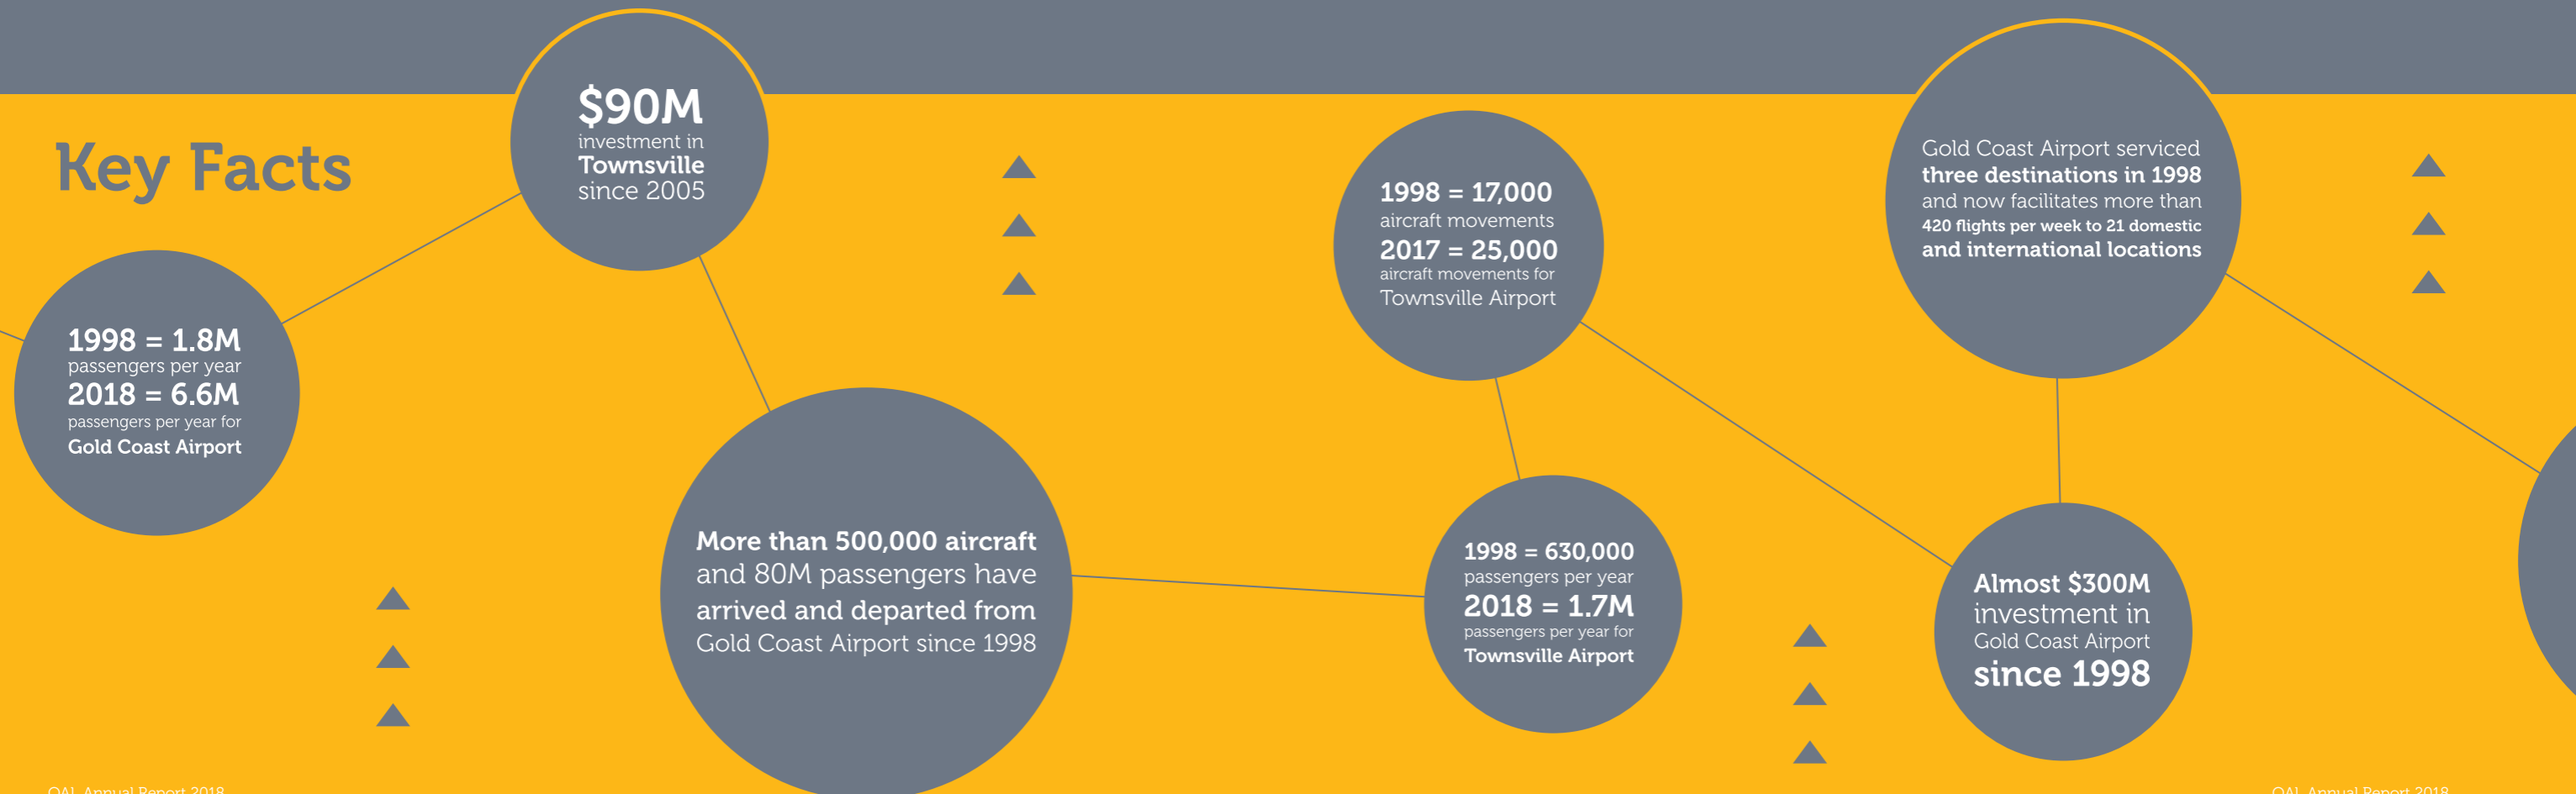 Key Facts
$90M
investment in
Townsville
since 2005
1998 = 1.8M
passengers per year
2018 = 6.6M
passengers per year for
Gold Coast Airport
More than 500,000 aircraft
and 80M passengers have
arrived and departed from
Gold Coast Airport since 1998
1998 = 17,000
aircraft movements
2017 = 25,000
aircraft movements for
Townsville Airport
1998 = 630,000
passengers per year
2018 = 1.7M
passengers per year for
Townsville Airport
Gold Coast Airport serviced
three destinations in 1998
and now facilitates more than
420 flights per week to 21 domestic
and international locations
Almost $300M
investment in
Gold Coast Airport
since 1998
QAL Annual Report 2018
QAL Annual Report 2018